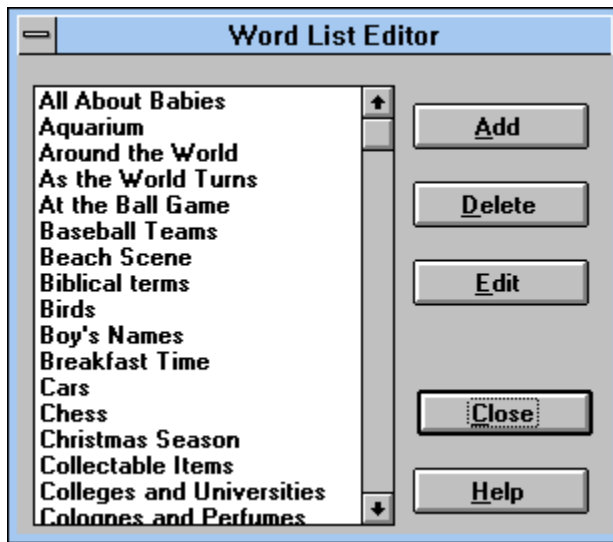 Word List Editor
All About Babies
Aquarium
Around the World
As the World Turns
At the Ball Game
Baseball Teams
Beach Scene
Biblical terms
Birds
Boy's Names
Breakfast Time
Cars
Chess
Christmas Season
Collectable Items
Colleges and Universities
Colognes and Perfumes
Add
Delete
Edit
Close
Help